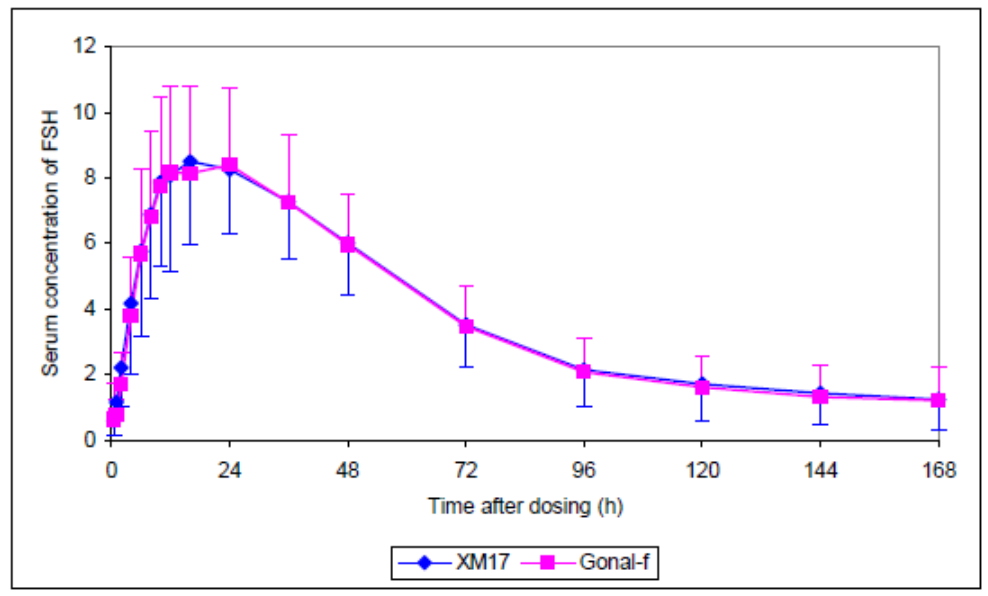 12
10
8
6
4
2
0
Serum concentration of FSH
0 24 48 72 96 120 144 168
Time after dosing (h)
XM17 Gonal-f